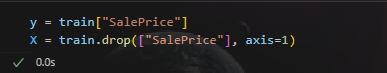 y = train["SalePrice"]
X = train.drop(["SalePrice"], axis=1)
0.0s